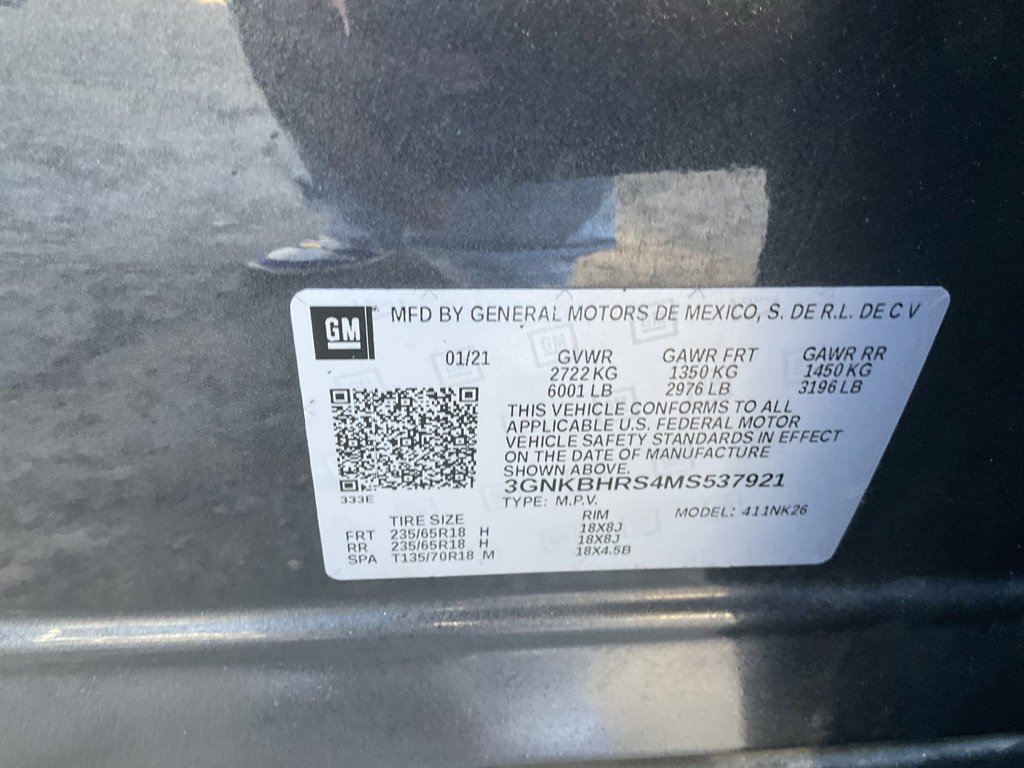 GM
MFD BY GENERAL MOTORS DE MEXICO, S. DE R.L. DE C V
01/21 GVWR GAWR FRT GAWR RR
2722 KG 1350 KG 1450 KG
6001 LB 2976 LB 3196 LB
THIS VEHICLE CONFORMS TO ALL
APPLICABLE U.S. FEDERAL MOTOR
VEHICLE SAFETY STANDARDS IN EFFECT
ON THE DATE OF MANUFACTURE
SHOWN ABOVE.
3GNKBHRS4MS537921
333E
TYPE: M.P.V. MODEL: 411NK26
TIRE SIZE RIM
FRT 235/65R18 H 18X8J
RR 235/65R18 H 18X8J
SPA T135/70R18 M 18X4.5B